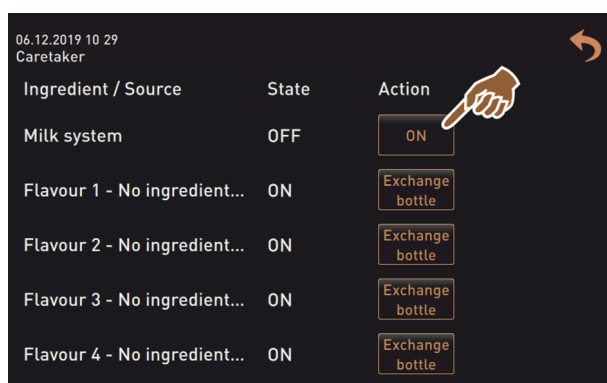 06.12.2019 10 29
Caretaker
Ingredient / Source State Action
Milk system OFF ON
Flavour 1 - No ingredient... ON Exchange bottle
Flavour 2 - No ingredient... ON Exchange bottle
Flavour 3 - No ingredient... ON Exchange bottle
Flavour 4 - No ingredient... ON Exchange bottle